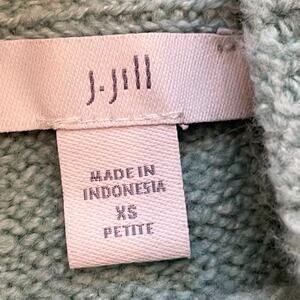 J.Jill
MADE IN
INDONESIA
XS
PETITE